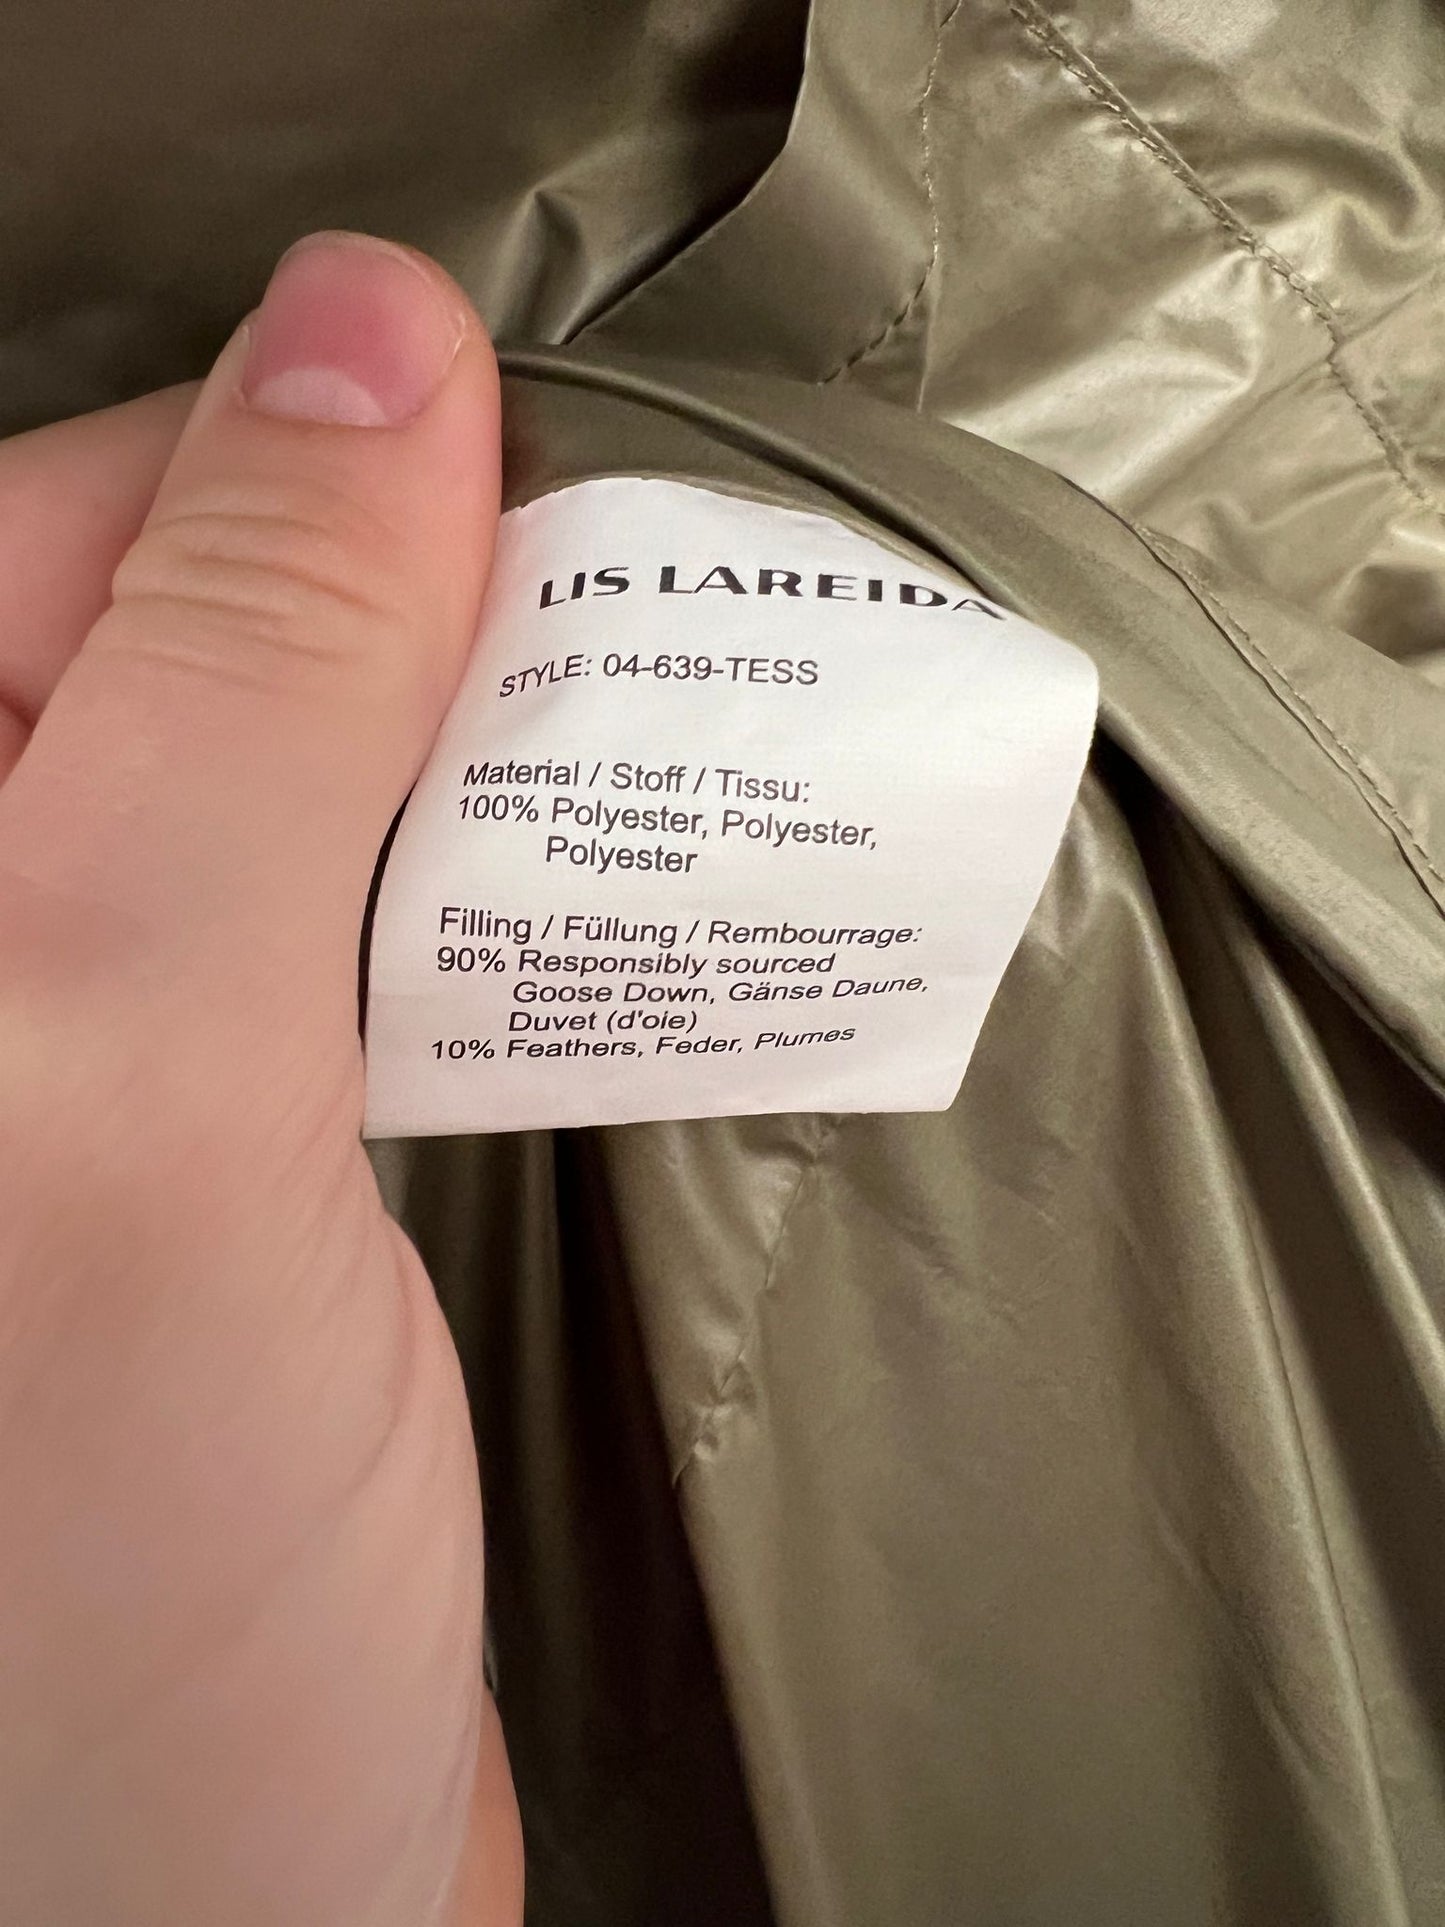 LIS LAREIDA
STYLE: 04-639-TESS
Material / Stoff / Tissu:
100% Polyester, Polyester,
Polyester
Filling / Füllung / Rembourrage:
90% Responsibly sourced
Goose Down, Gänse Daune,
Duvet (d'oie)
10% Feathers, Feder, Plumes